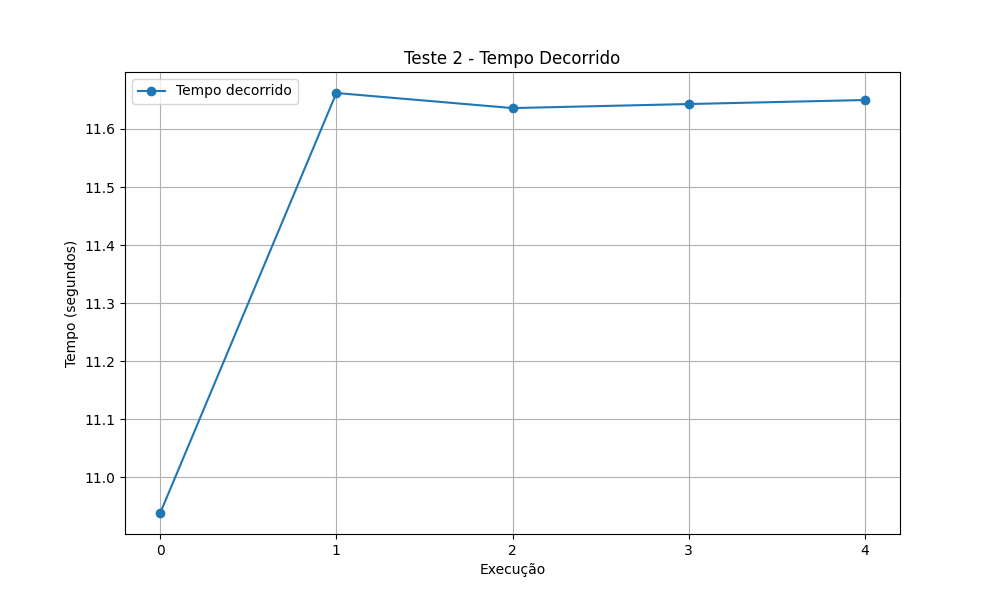 Teste 2 - Tempo Decorrido
Tempo decorrido
Tempo (segundos)
11.6
11.5
11.4
11.3
11.2
11.1
11.0
0 1 2 3 4
Execução